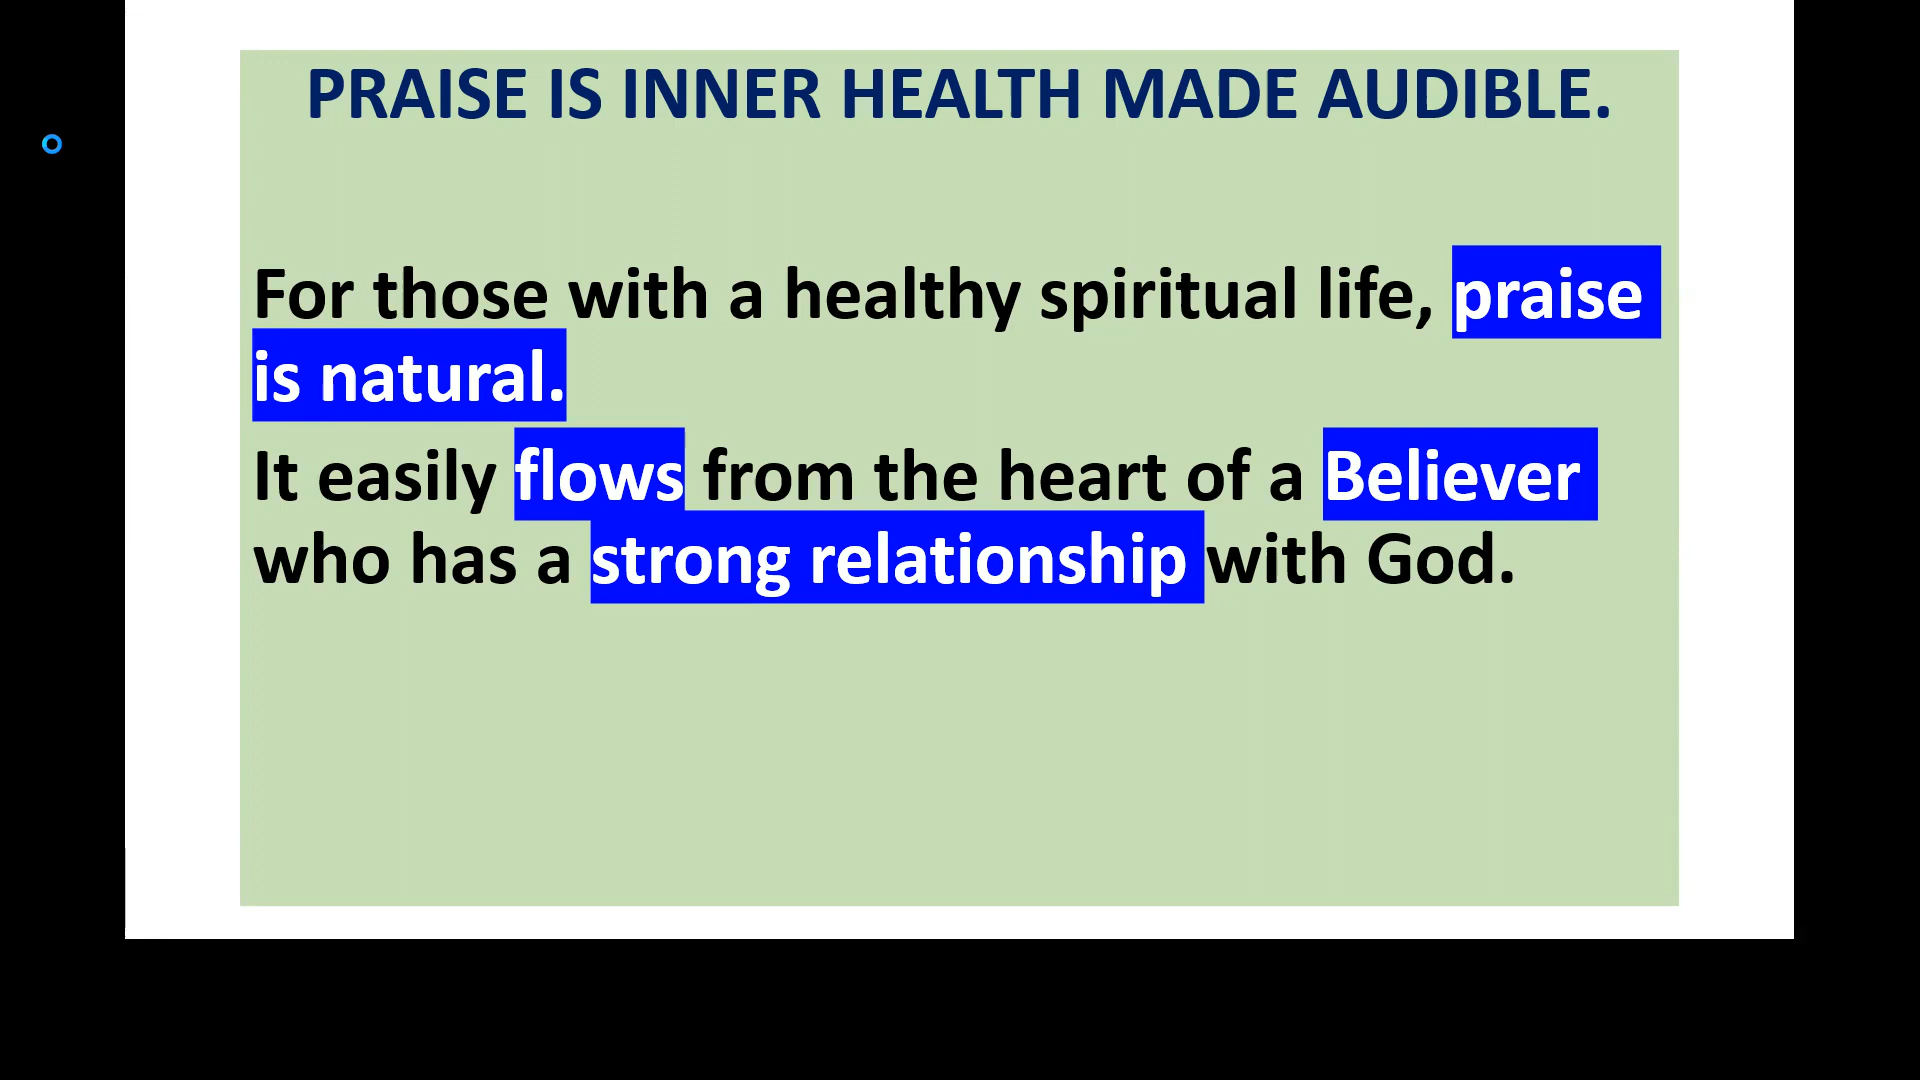 PRAISE IS INNER HEALTH MADE AUDIBLE.
For those with a healthy spiritual life, praise
is natural.
It easily flows from the heart of a Believer
who has a strong relationship with God.